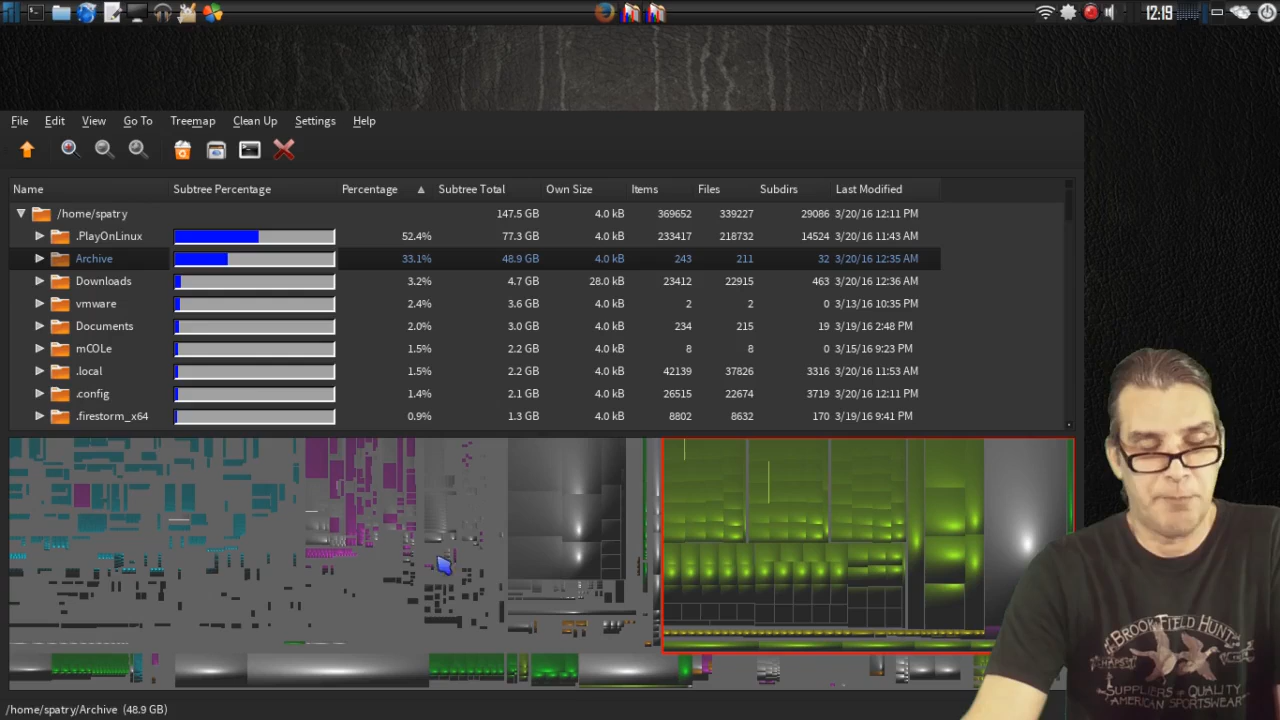 12:19
File Edit View Go To Treemap Clean Up Settings Help
Name Subtree Percentage Percentage Subtree Total Own Size Items Files Subdirs Last Modified
/home/spatry 147.5 GB 4.0 kB 369652 339227 29086 3/20/16 12:11 PM
.PlayOnLinux 52.4% 77.3 GB 4.0 kB 233417 218732 14524 3/20/16 11:43 AM
Archive 33.1% 48.9 GB 4.0 kB 243 211 32 3/20/16 12:35 AM
Downloads 3.2% 4.7 GB 28.0 kB 23412 22915 463 3/20/16 12:36 AM
vmware 2.4% 3.6 GB 4.0 kB 2 2 0 3/13/16 10:35 PM
Documents 2.0% 3.0 GB 4.0 kB 234 215 19 3/19/16 2:48 PM
mCOLe 1.5% 2.2 GB 4.0 kB 8 8 0 3/15/16 9:23 PM
.local 1.5% 2.2 GB 4.0 kB 42139 37826 3316 3/20/16 11:53 AM
.config 1.4% 2.1 GB 4.0 kB 26515 22674 3719 3/20/16 12:11 PM
.firestorm_x64 0.9% 1.3 GB 4.0 kB 8802 8632 170 3/19/16 9:41 PM
BROOKFIELD HUNT
SUPPLIERS of QUALITY
AMERICAN SPORTSWEAR
/home/spatry/Archive (48.9 GB)